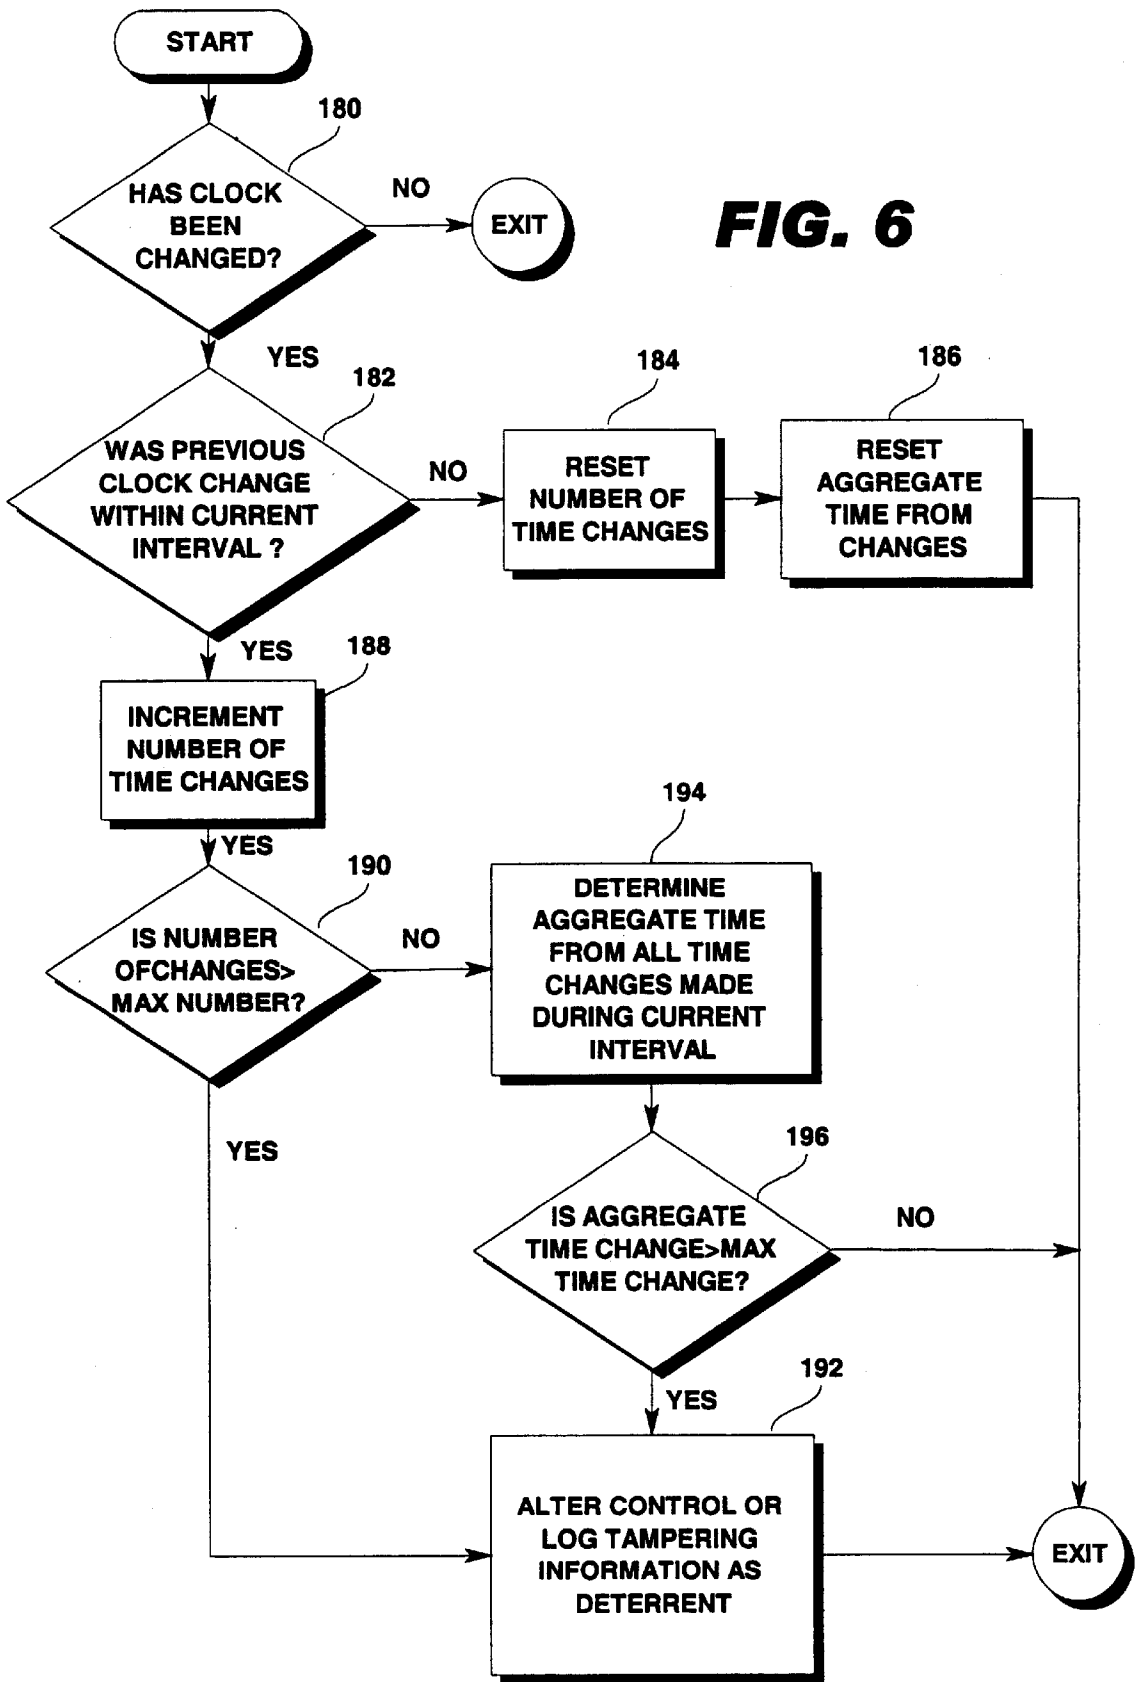 START
180
HAS CLOCK
BEEN
CHANGED?
NO
EXIT
FIG. 6
YES
182
WAS PREVIOUS
CLOCK CHANGE
WITHIN CURRENT
INTERVAL ?
NO
184
RESET
NUMBER OF
TIME CHANGES
186
RESET
AGGREGATE
TIME FROM
CHANGES
YES
188
INCREMENT
NUMBER OF
TIME CHANGES
YES
190
IS NUMBER
OFCHANGES>
MAX NUMBER?
NO
194
DETERMINE
AGGREGATE TIME
FROM ALL TIME
CHANGES MADE
DURING CURRENT
INTERVAL
YES
196
IS AGGREGATE
TIME CHANGE>MAX
TIME CHANGE?
NO
YES
192
ALTER CONTROL OR
LOG TAMPERING
INFORMATION AS
DETERRENT
EXIT